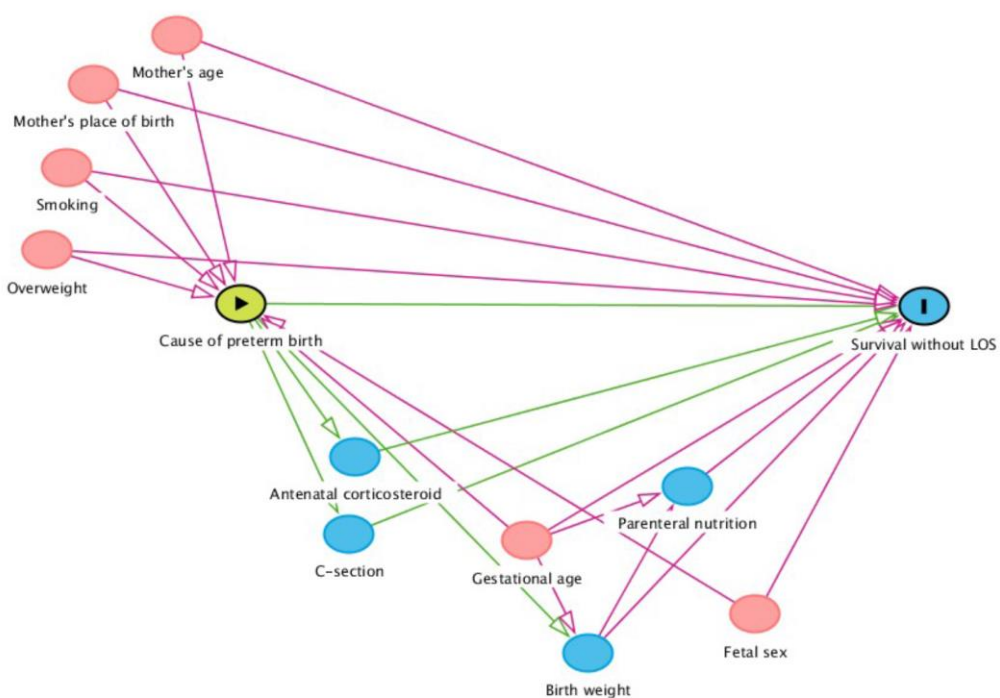 Mother's age
Mother's place of birth
Smoking
Overweight
Cause of preterm birth
Survival without LOS
Antenatal corticosteroid
Parenteral nutrition
C-section
Gestational age
Fetal sex
Birth weight